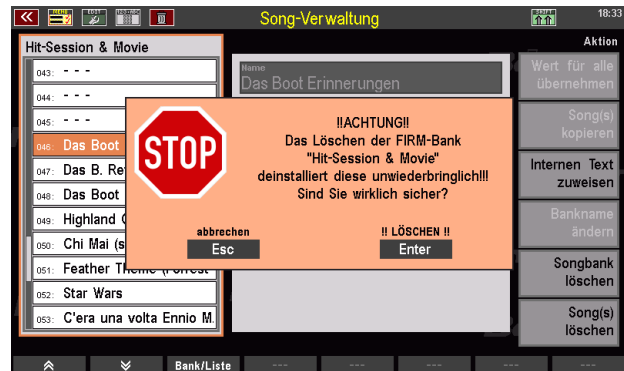 MENU
EDIT
Song-Verwaltung
SHIFT
18:33
Hit-Session & Movie
Aktion
043: - - -
044: - - -
045: - - -
046: Das Boot
047: Das B. Re
048: Das Boot
049: Highland
050: Chi Mai (s
051: Feather Theme (Forrest
052: Star Wars
053: C'era una volta Ennio M.
Name
Das Boot Erinnerungen
STOP
!!ACHTUNG!!
Das Löschen der FIRM-Bank
"Hit-Session & Movie"
deinstalliert diese unwiederbringlich!!!
Sind Sie wirklich sicher?
abbrechen
Esc
!! LÖSCHEN !!
Enter
Wert für alle
übernehmen
Song(s)
kopieren
Internen Text
zuweisen
Bankname
ändern
Songbank
löschen
Song(s)
löschen
Bank/Liste
---
---
---
---
---